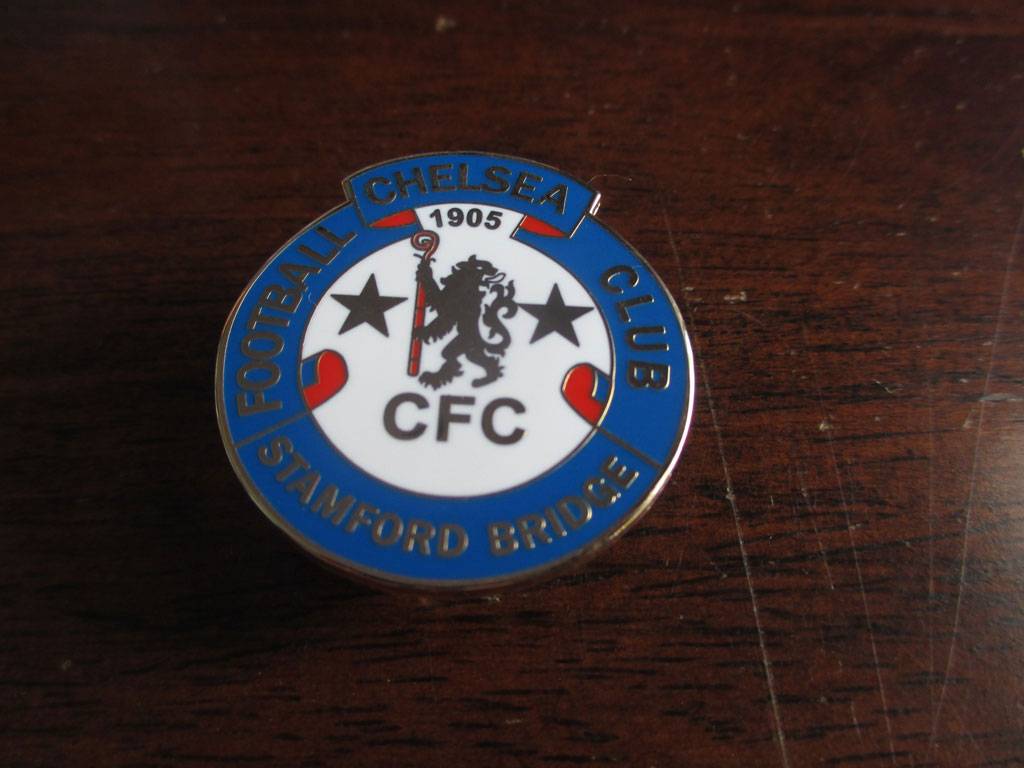 CHELSEA
1905
FOOTBALL CLUB
CFC
STAMFORD BRIDGE